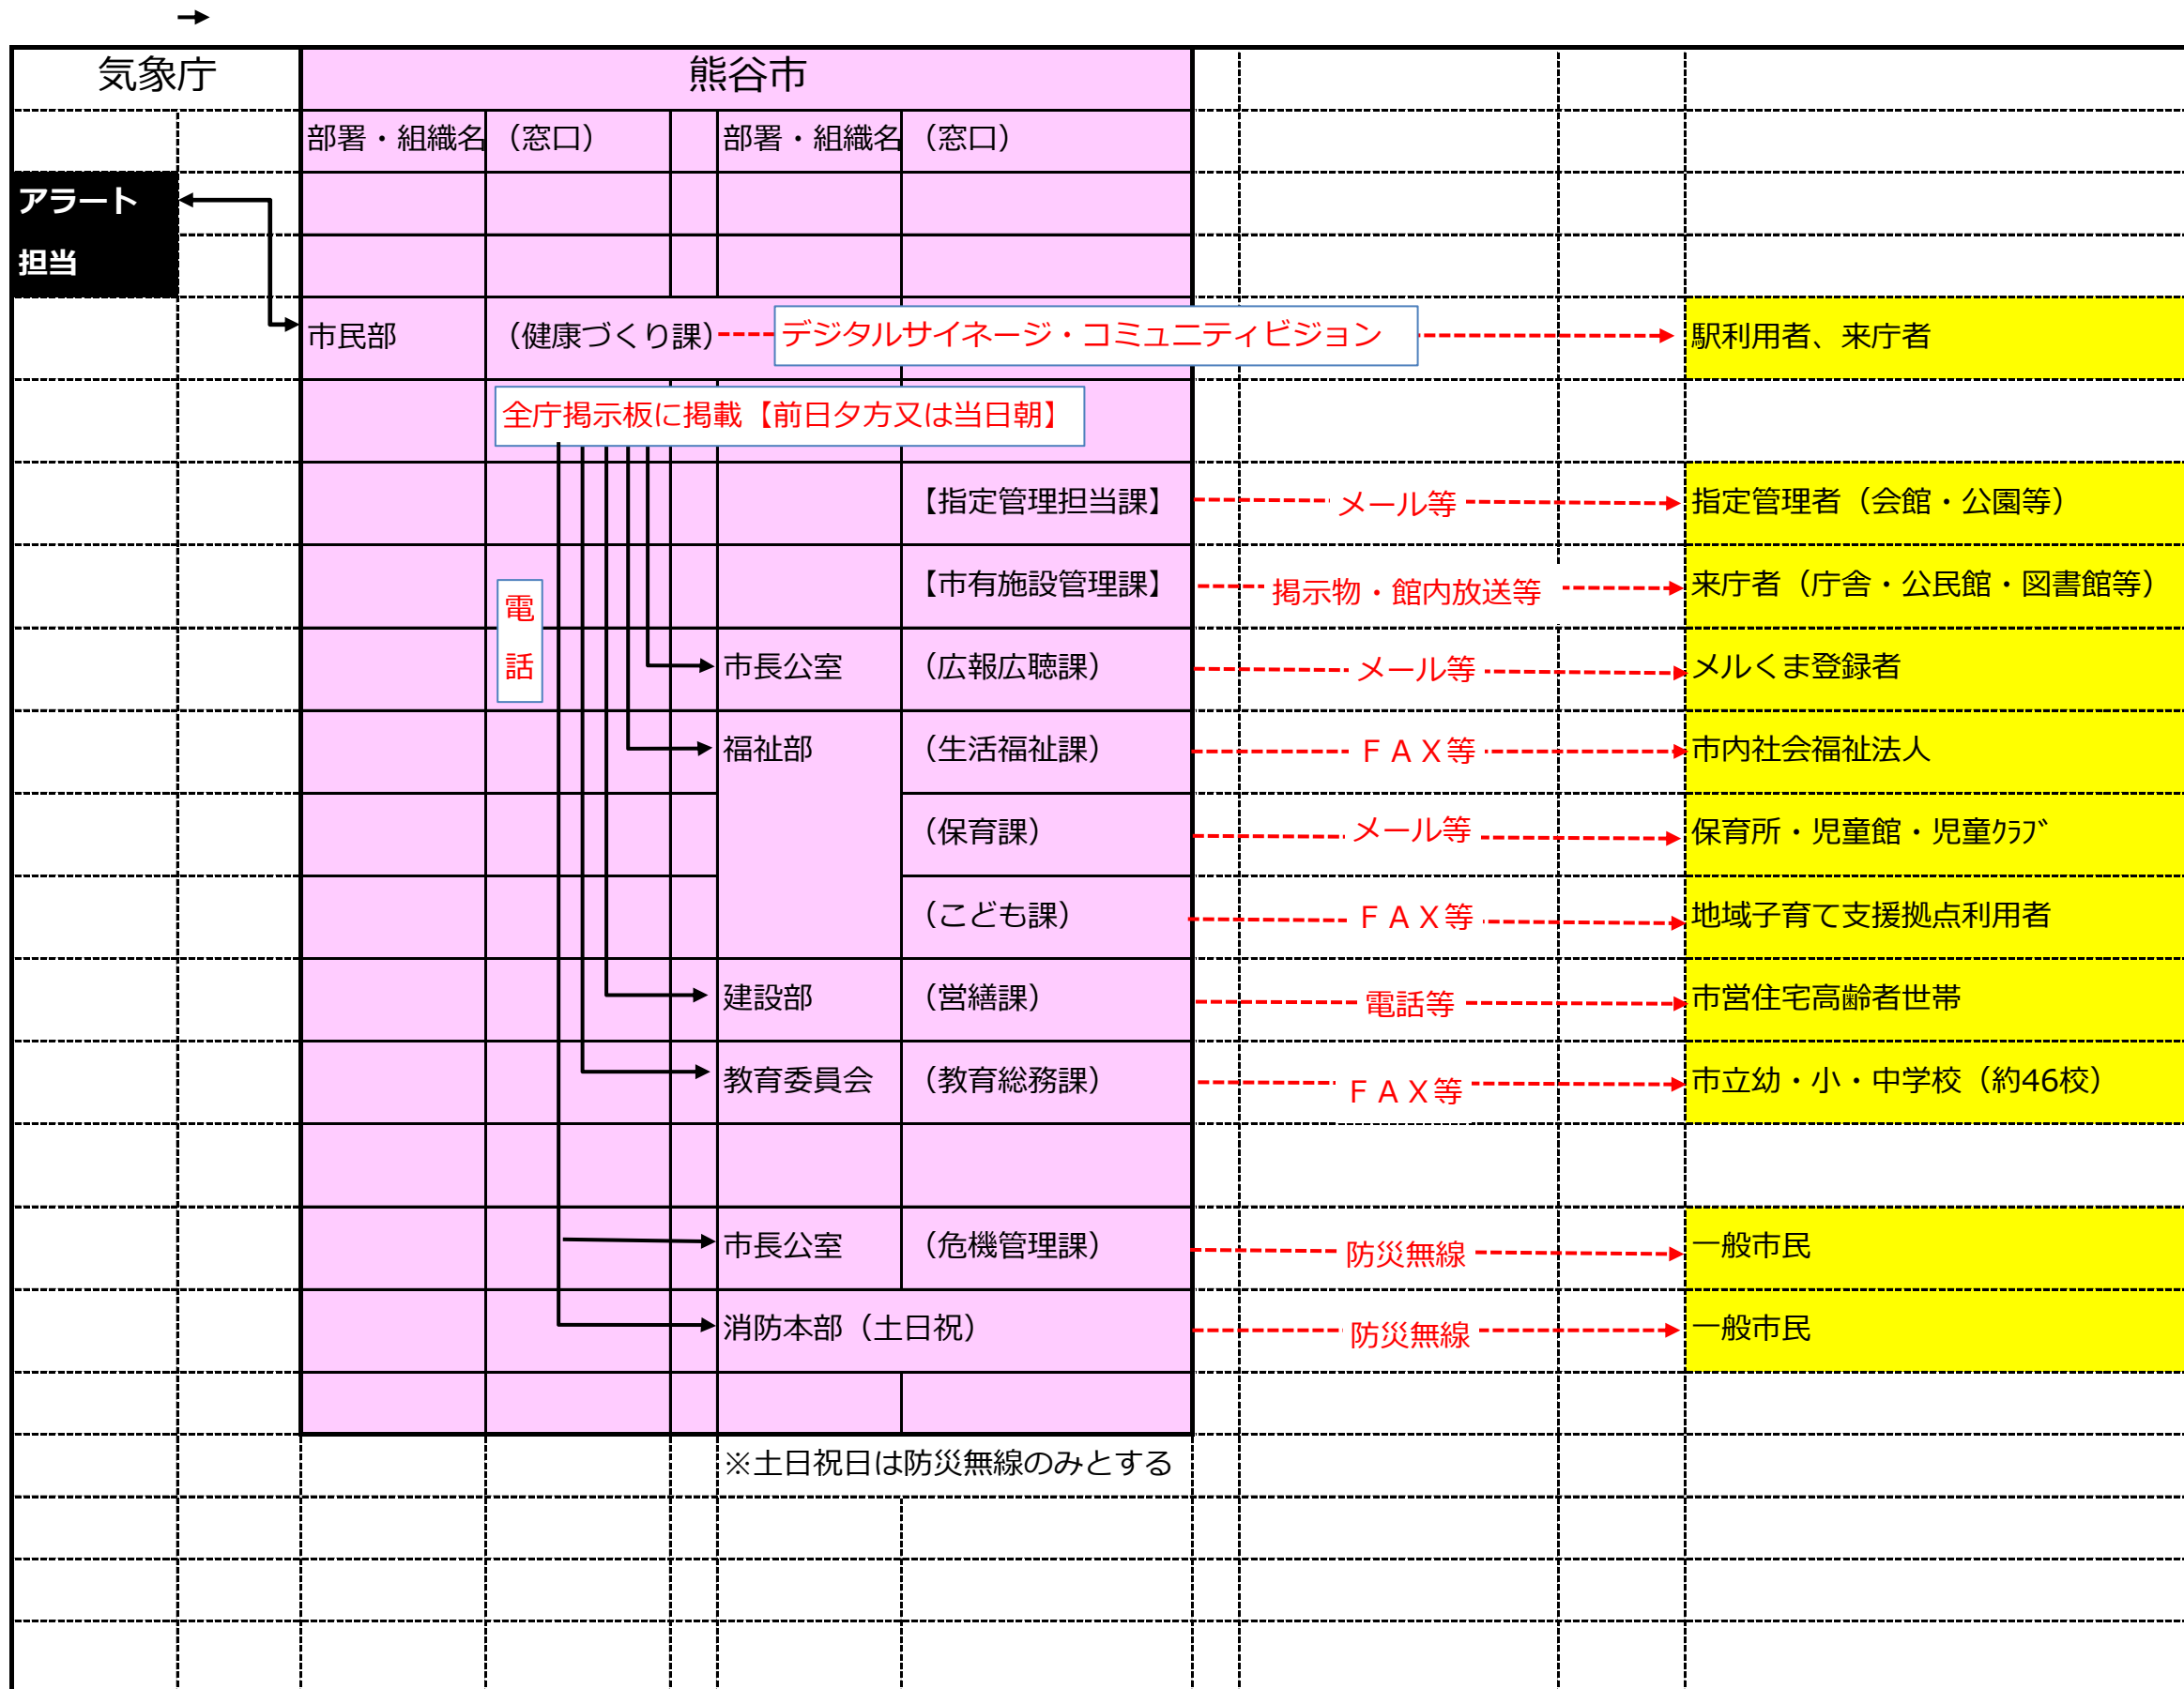 気象庁 熊谷市
部署・組織名 （窓口） 部署・組織名 （窓口）
アラート
担当
市民部 （健康づくり課） デジタルサイネージ・コミュニティビジョン 駅利用者、来庁者
全庁掲示板に掲載【前日夕方又は当日朝】
【指定管理担当課】 メール等 指定管理者（会館・公園等）
【市有施設管理課】 掲示物・館内放送等 来庁者（庁舎・公民館・図書館等）
電
話
市長公室 （広報広聴課） メール等 メルくま登録者
福祉部 （生活福祉課） ＦＡＸ等 市内社会福祉法人
（保育課） メール等 保育所・児童館・児童ｸﾗﾌﾞ
（こども課） ＦＡＸ等 地域子育て支援拠点利用者
建設部 （営繕課） 電話等 市営住宅高齢者世帯
教育委員会 （教育総務課） ＦＡＸ等 市立幼・小・中学校（約46校）
市長公室 （危機管理課） 防災無線 一般市民
消防本部（土日祝） 防災無線 一般市民
※土日祝日は防災無線のみとする